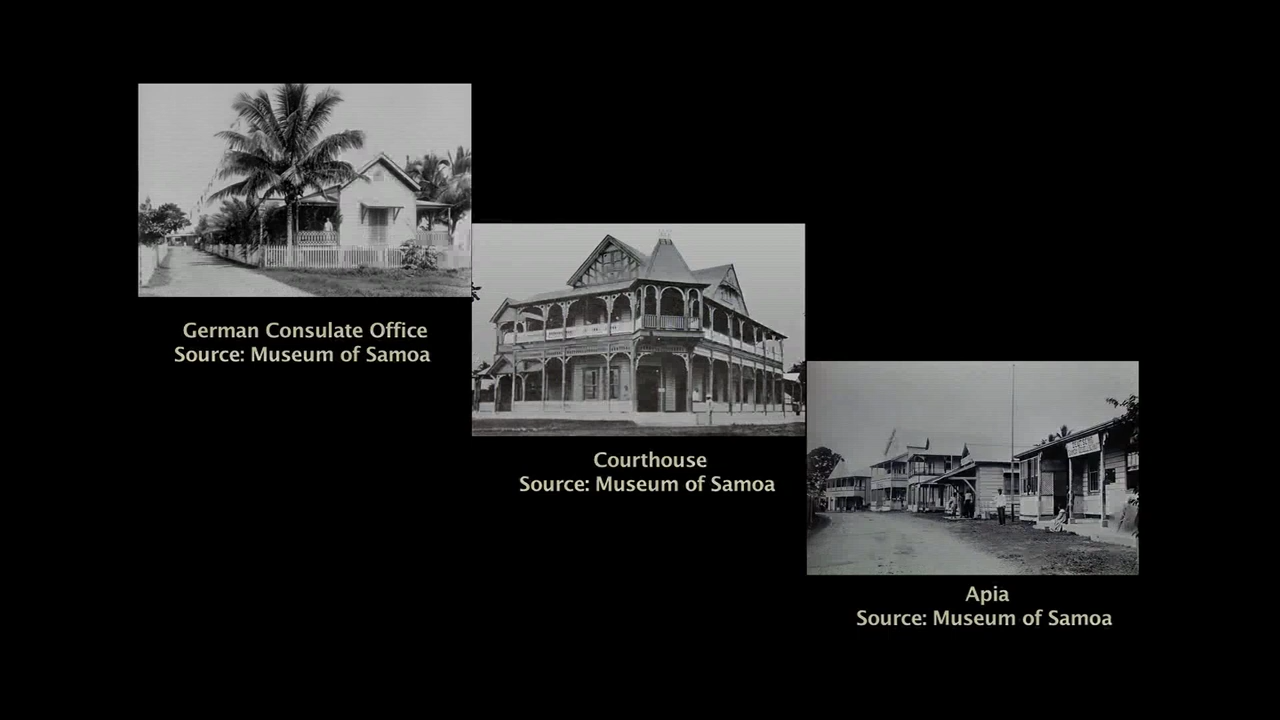 German Consulate Office
Source: Museum of Samoa
Courthouse
Source: Museum of Samoa
Apia
Source: Museum of Samoa